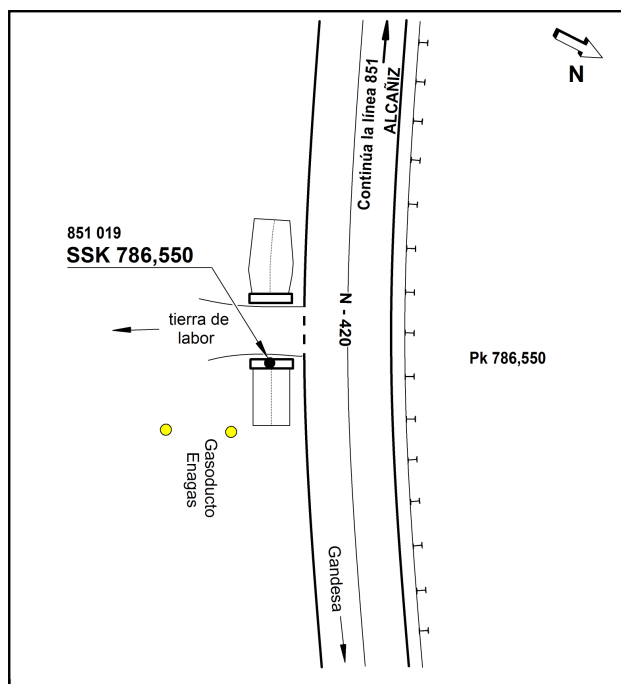 N
Continúa la línea 851
ALCAÑIZ
851 019
SSK 786,550
tierra de
labor
N - 420
Pk 786,550
Gasoducto
Enagas
Gandesa